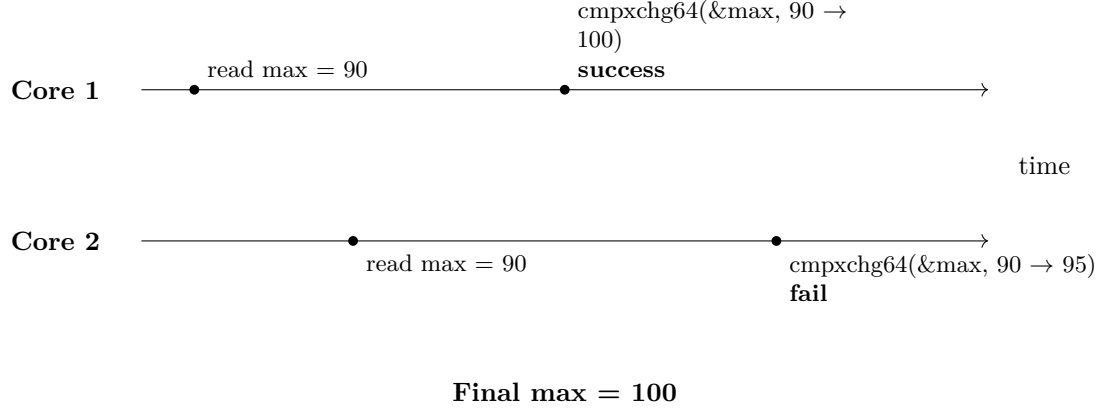 cmpxchg64(&max, 90 →
100)
success
read max = 90
Core 1
time
Core 2
read max = 90
cmpxchg64(&max, 90 → 95)
fail
Final max = 100